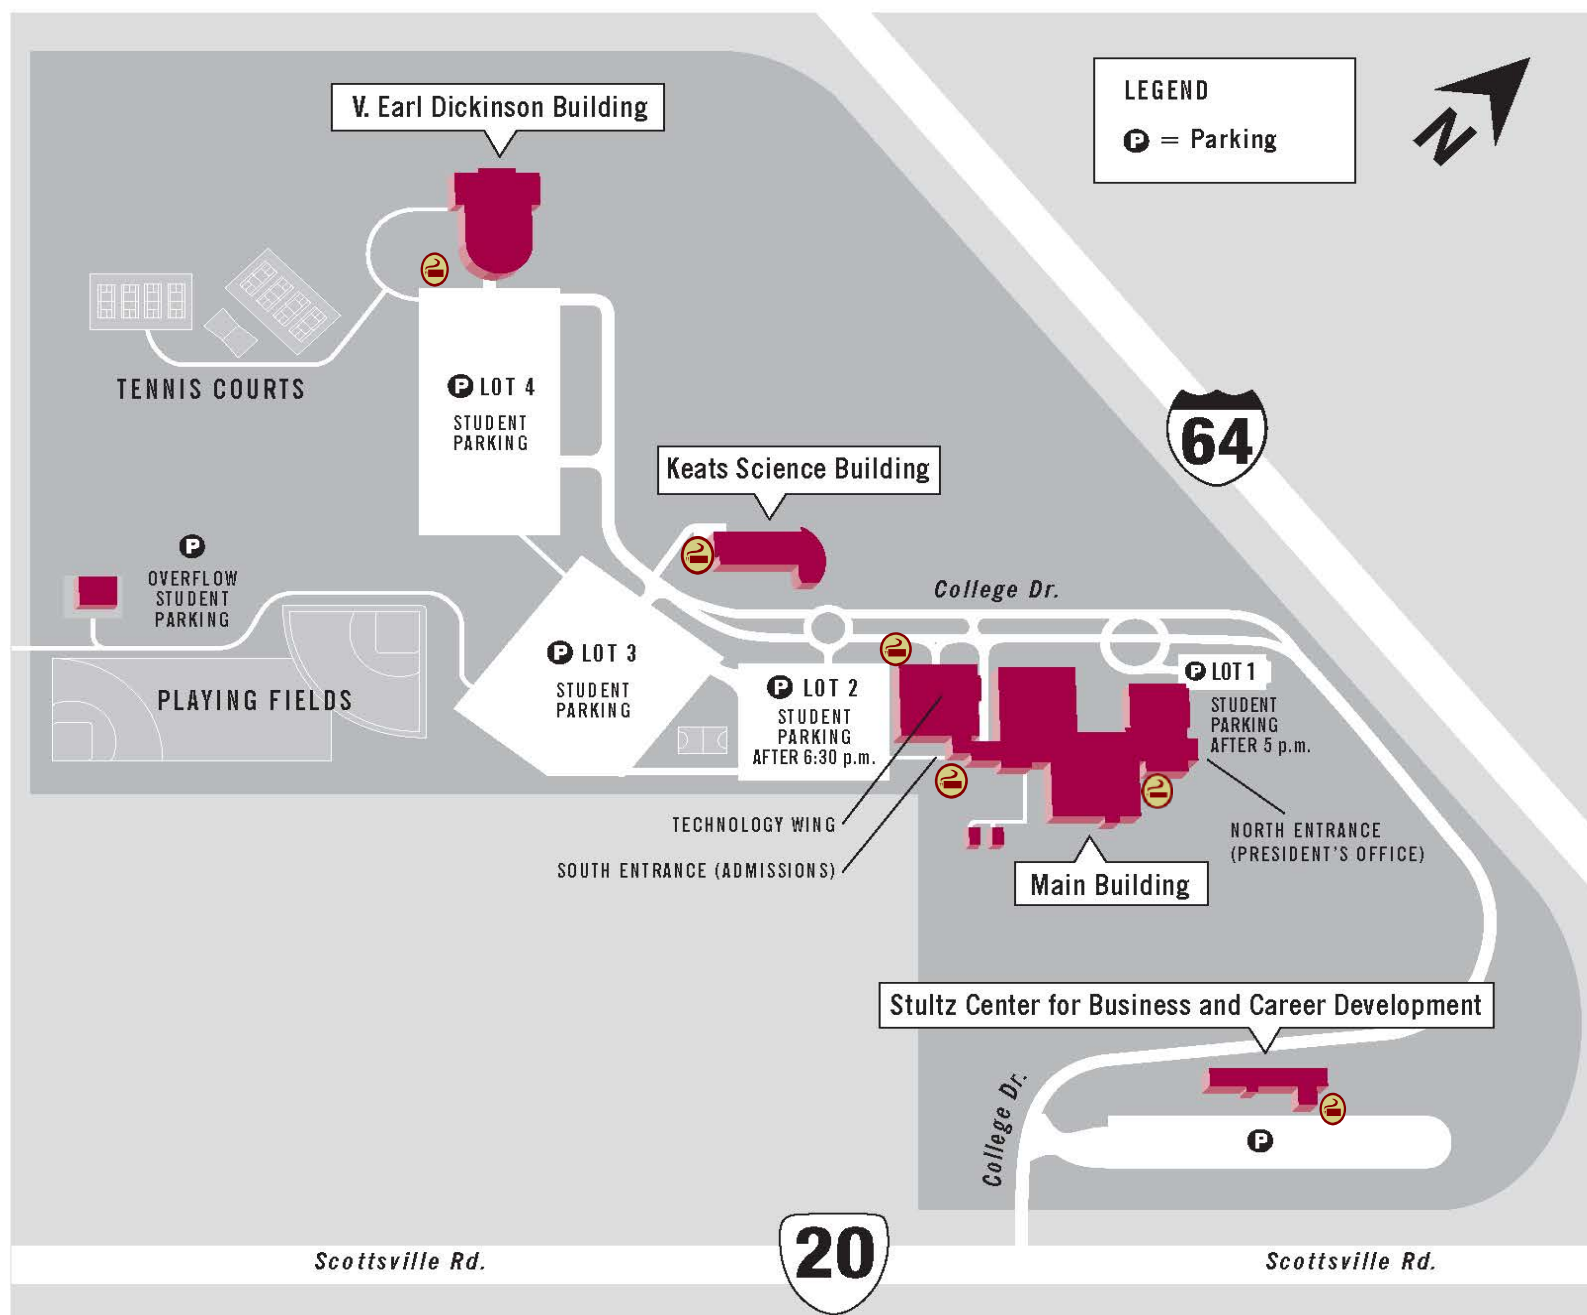 V. Earl Dickinson Building
LEGEND
P = Parking
N
TENNIS COURTS
P LOT 4
STUDENT
PARKING
64
Keats Science Building
P
OVERFLOW
STUDENT
PARKING
College Dr.
P LOT 3
STUDENT
PARKING
PLAYING FIELDS
P LOT 2
STUDENT
PARKING
AFTER 6:30 p.m.
P LOT 1
STUDENT
PARKING
AFTER 5 p.m.
TECHNOLOGY WING
SOUTH ENTRANCE (ADMISSIONS)
NORTH ENTRANCE
(PRESIDENT'S OFFICE)
Main Building
Stultz Center for Business and Career Development
College Dr.
P
Scottsville Rd.
20
Scottsville Rd.